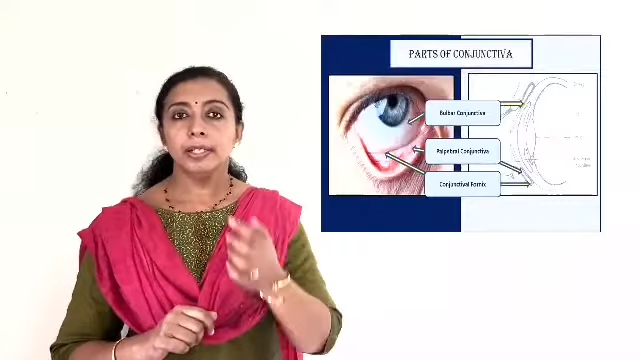 PARTS OF CONJUNCTIVA
Bulbar Conjunctiva
Palpebral Conjunctiva
Conjunctival Fornix